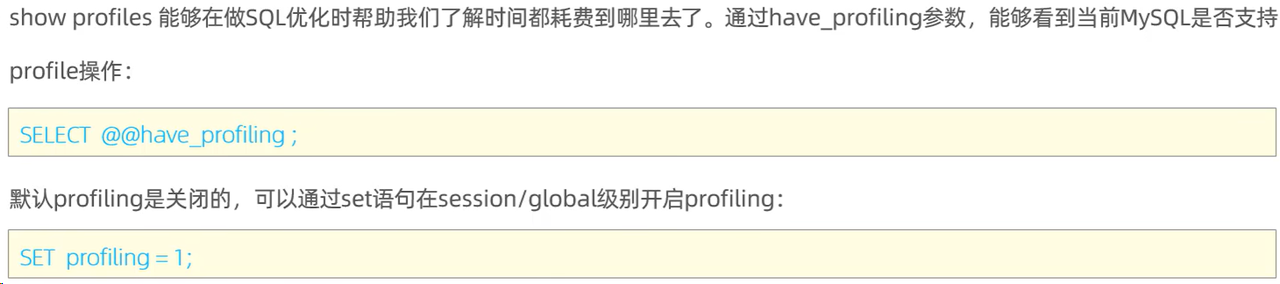 show profiles 能够在做SQL优化时帮助我们了解时间都耗费到哪里去了。通过have_profiling参数，能够看到当前MySQL是否支持
profile操作：
SELECT @@have_profiling ;
默认profiling是关闭的，可以通过set语句在session/global级别开启profiling：
SET profiling = 1;